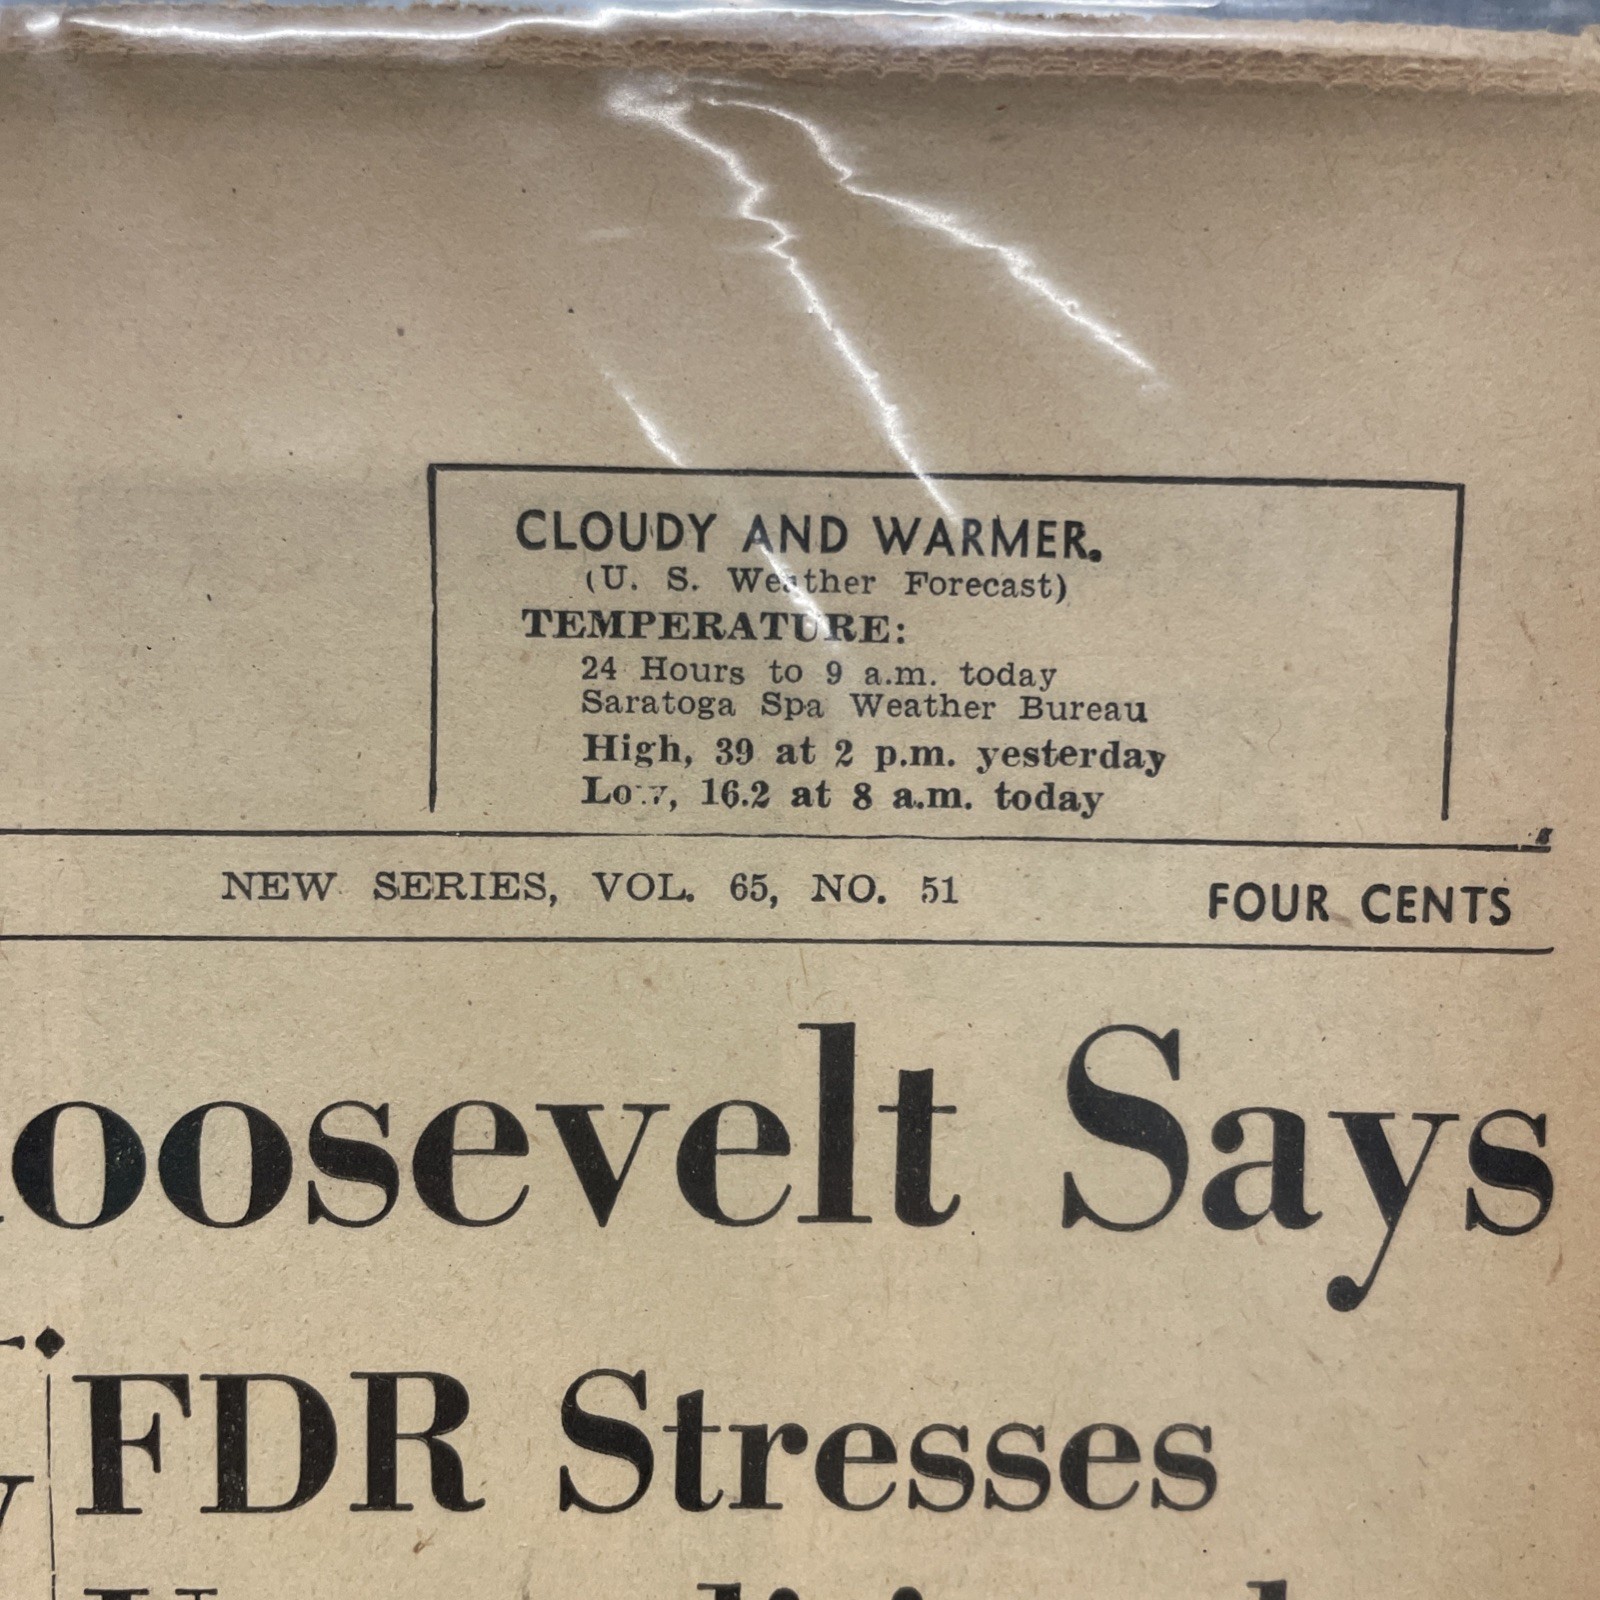 CLOUDY AND WARMER.
(U. S. Weather Forecast)
TEMPERATURE:
24 Hours to 9 a.m. today
Saratoga Spa Weather Bureau
High, 39 at 2 p.m. yesterday
Low, 16.2 at 8 a.m. today
NEW SERIES, VOL. 65, NO. 51
FOUR CENTS
oosevelt Says
FDR Stresses